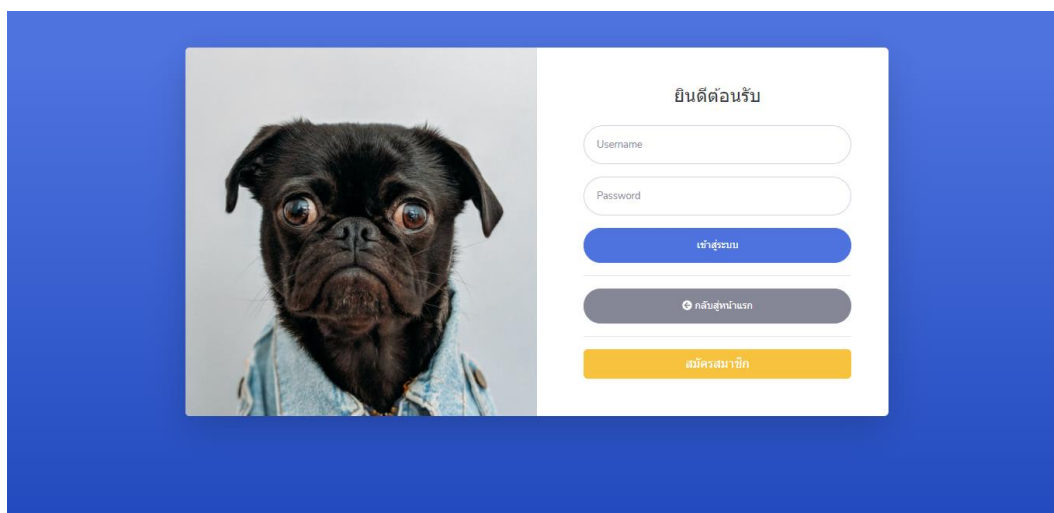 ยินดีต้อนรับ
Username
Password
เข้าสู่ระบบ
กลับสู่หน้าแรก
สมัครสมาชิก